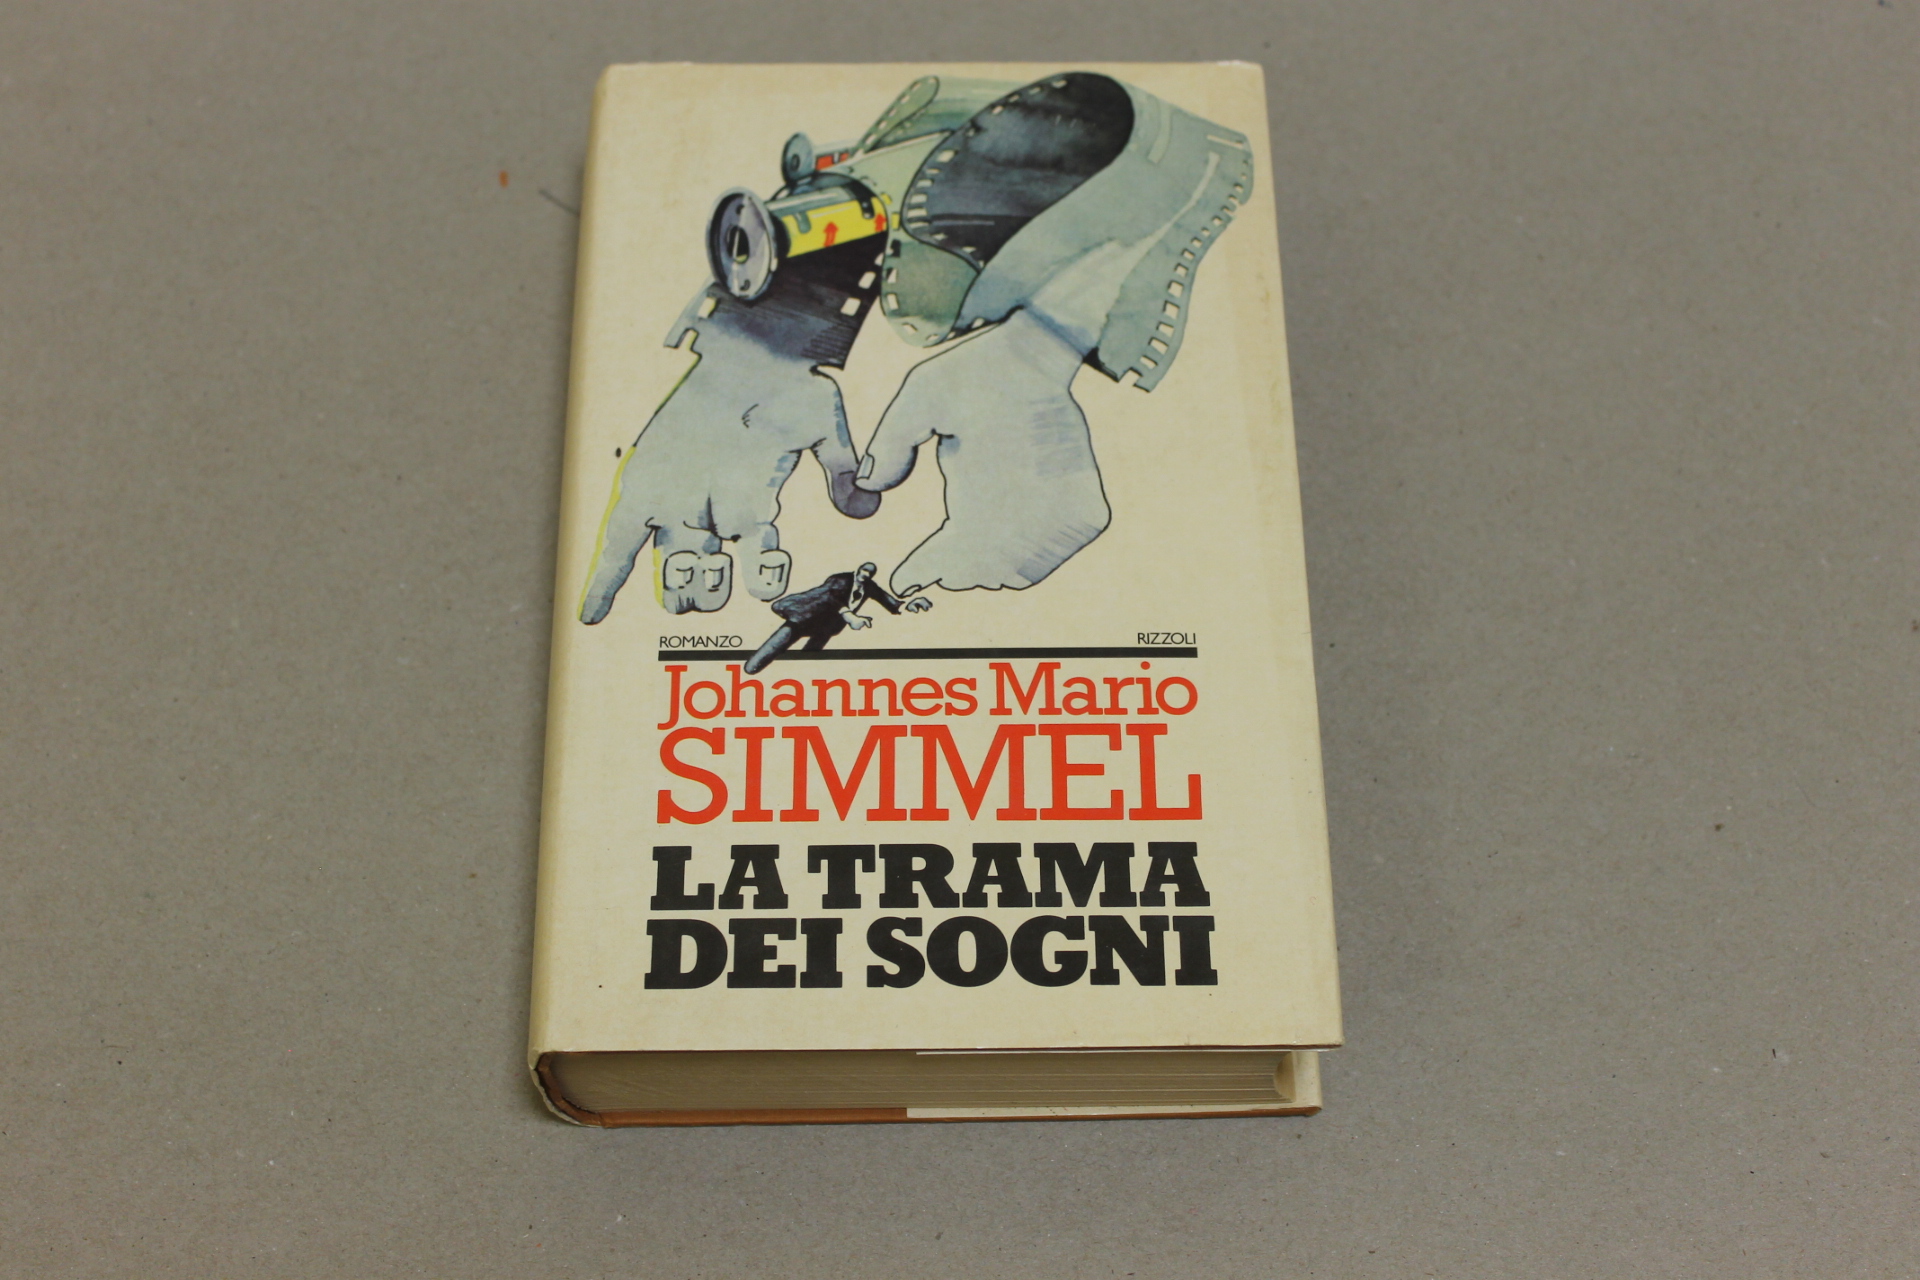 ROMANZO RIZZOLI
Johannes Mario
SIMMEL
LA TRAMA
DEI SOGNI